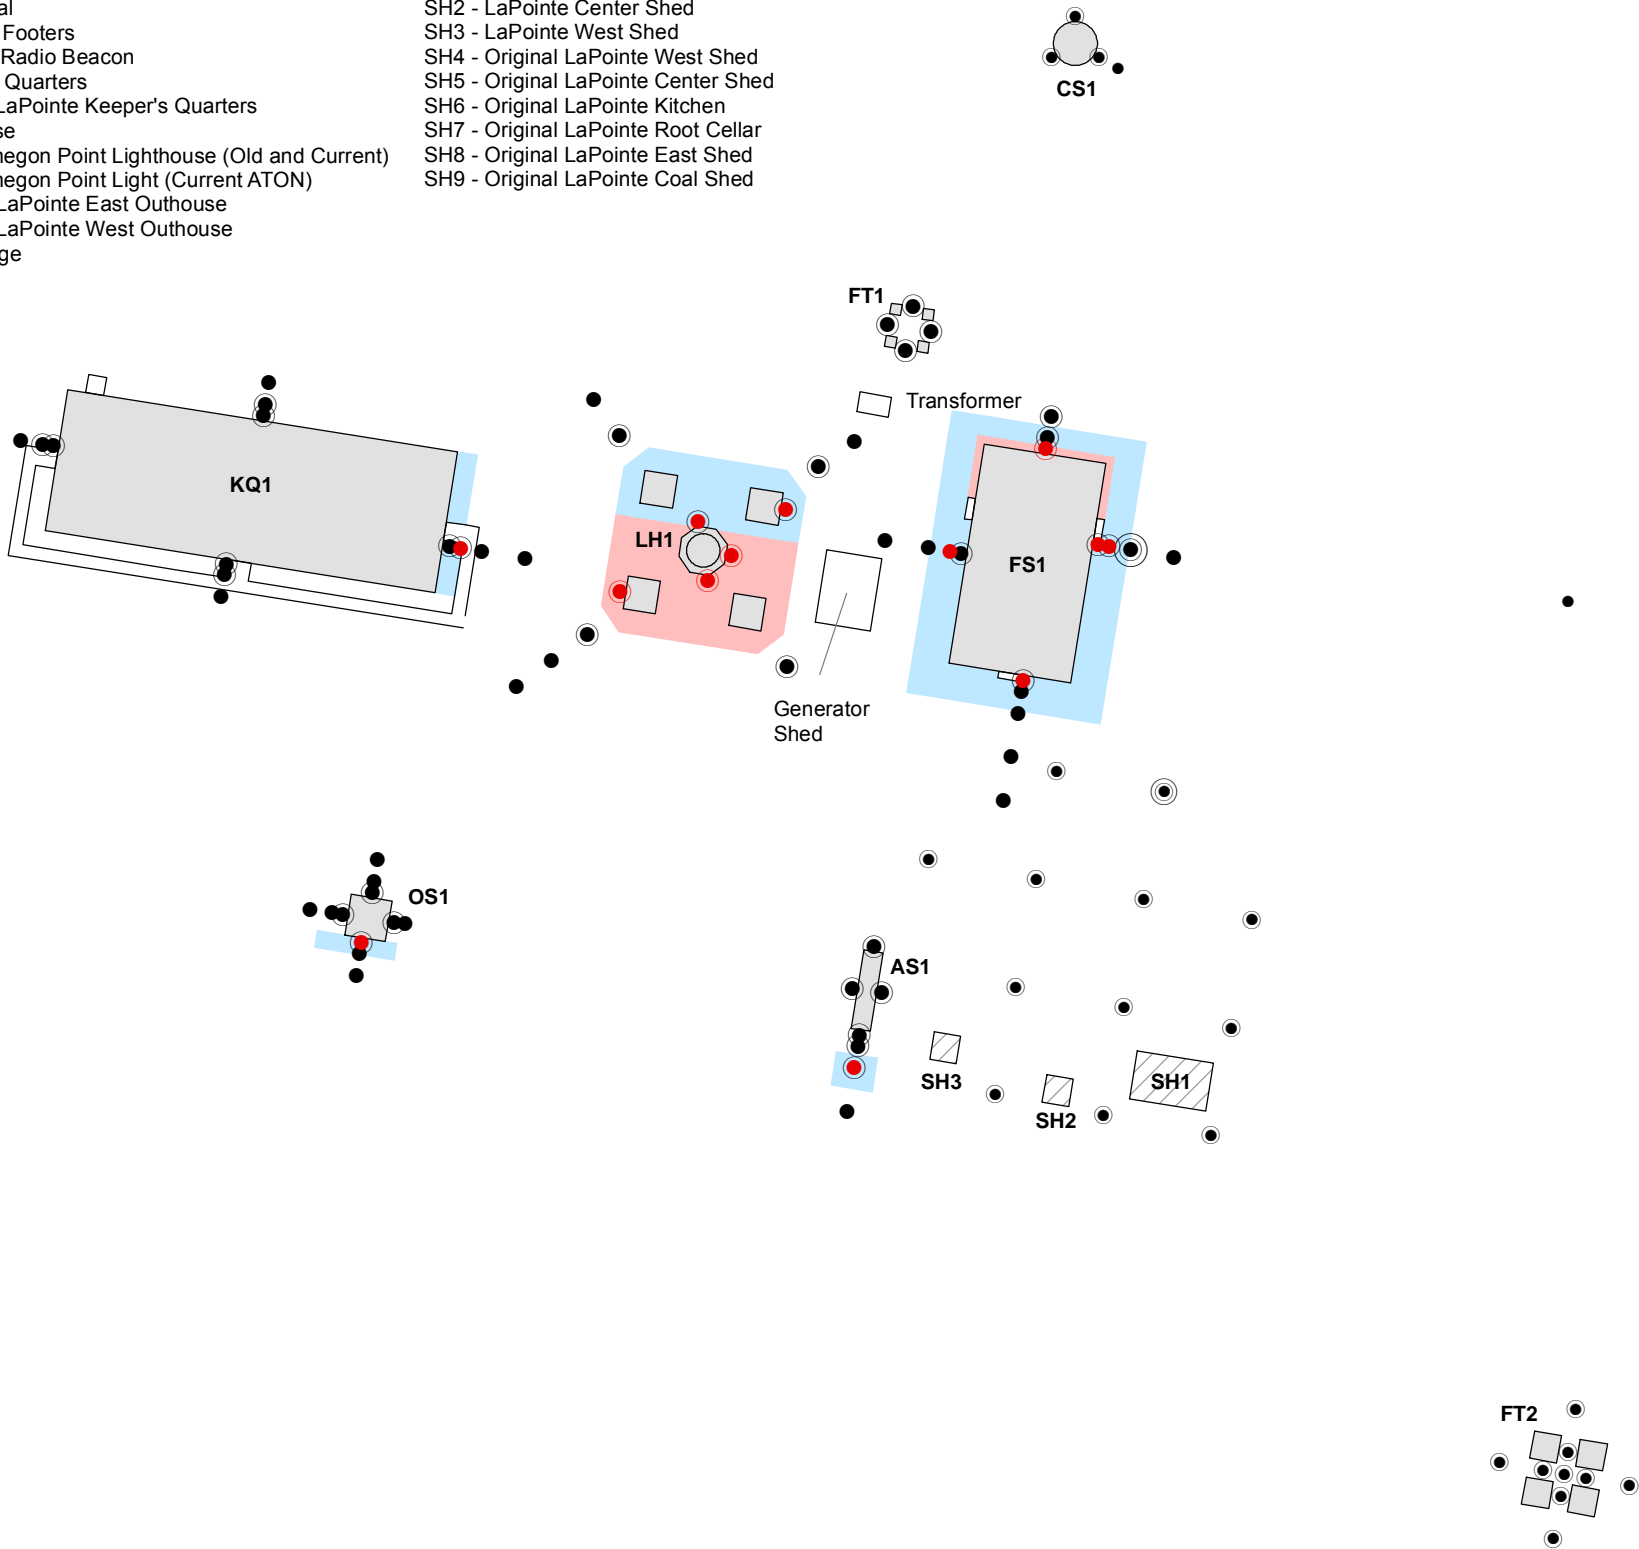 al
Footers
Radio Beacon
Quarters
LaPointe Keeper's Quarters
se
negon Point Lighthouse (Old and Current)
negon Point Light (Current ATON)
LaPointe East Outhouse
LaPointe West Outhouse
ge
SH2 - LaPointe Center Shed
SH3 - LaPointe West Shed
SH4 - Original LaPointe West Shed
SH5 - Original LaPointe Center Shed
SH6 - Original LaPointe Kitchen
SH7 - Original LaPointe Root Cellar
SH8 - Original LaPointe East Shed
SH9 - Original LaPointe Coal Shed
CS1
FT1
Transformer
KQ1
LH1
FS1
Generator
Shed
OS1
AS1
SH3
SH2
SH1
FT2